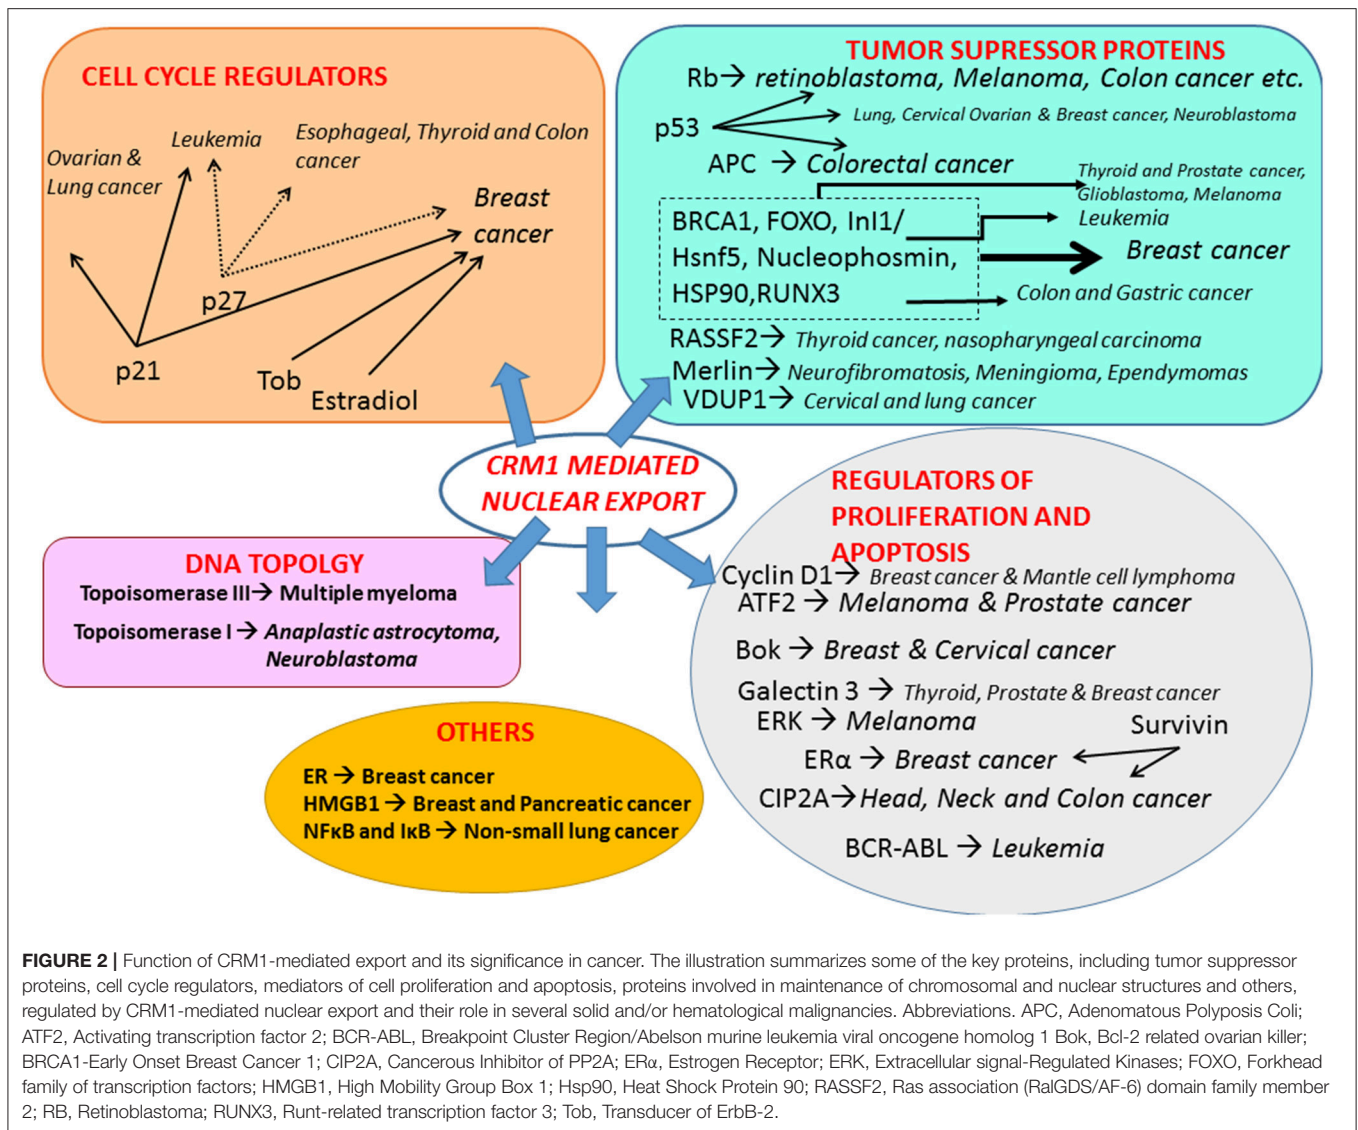 CELL CYCLE REGULATORS
Ovarian &
Lung cancer
Leukemia
Esophageal, Thyroid and Colon
cancer
Breast
cancer
p27
p21
Tob
Estradiol
TUMOR SUPRESSOR PROTEINS
Rb→ retinoblastoma, Melanoma, Colon cancer etc.
p53
Lung, Cervical Ovarian & Breast cancer, Neuroblastoma
APC → Colorectal cancer
Thyroid and Prostate cancer,
Glioblastoma, Melanoma
BRCA1, FOXO, InI1/
Hsnf5, Nucleophosmin,
HSP90,RUNX3
Leukemia
Breast cancer
Colon and Gastric cancer
RASSF2→ Thyroid cancer, nasopharyngeal carcinoma
Merlin→ Neurofibromatosis, Meningioma, Ependymomas
VDUP1→ Cervical and lung cancer
CRM1 MEDIATED
NUCLEAR EXPORT
DNA TOPOLGY
Topoisomerase III→ Multiple myeloma
Topoisomerase I → Anaplastic astrocytoma,
Neuroblastoma
REGULATORS OF
PROLIFERATION AND
APOPTOSIS
Cyclin D1→ Breast cancer & Mantle cell lymphoma
ATF2 → Melanoma & Prostate cancer
Bok → Breast & Cervical cancer
Galectin 3 → Thyroid, Prostate & Breast cancer
ERK → Melanoma
Survivin
ERα → Breast cancer
CIP2A→Head, Neck and Colon cancer
BCR-ABL → Leukemia
OTHERS
ER → Breast cancer
HMGB1 → Breast and Pancreatic cancer
NFκB and IκB → Non-small lung cancer
FIGURE 2 | Function of CRM1-mediated export and its significance in cancer. The illustration summarizes some of the key proteins, including tumor suppressor
proteins, cell cycle regulators, mediators of cell proliferation and apoptosis, proteins involved in maintenance of chromosomal and nuclear structures and others,
regulated by CRM1-mediated nuclear export and their role in several solid and/or hematological malignancies. Abbreviations. APC, Adenomatous Polyposis Coli;
ATF2, Activating transcription factor 2; BCR-ABL, Breakpoint Cluster Region/Abelson murine leukemia viral oncogene homolog 1 Bok, Bcl-2 related ovarian killer;
BRCA1-Early Onset Breast Cancer 1; CIP2A, Cancerous Inhibitor of PP2A; ERα, Estrogen Receptor; ERK, Extracellular signal-Regulated Kinases; FOXO, Forkhead
family of transcription factors; HMGB1, High Mobility Group Box 1; Hsp90, Heat Shock Protein 90; RASSF2, Ras association (RalGDS/AF-6) domain family member
2; RB, Retinoblastoma; RUNX3, Runt-related transcription factor 3; Tob, Transducer of ErbB-2.